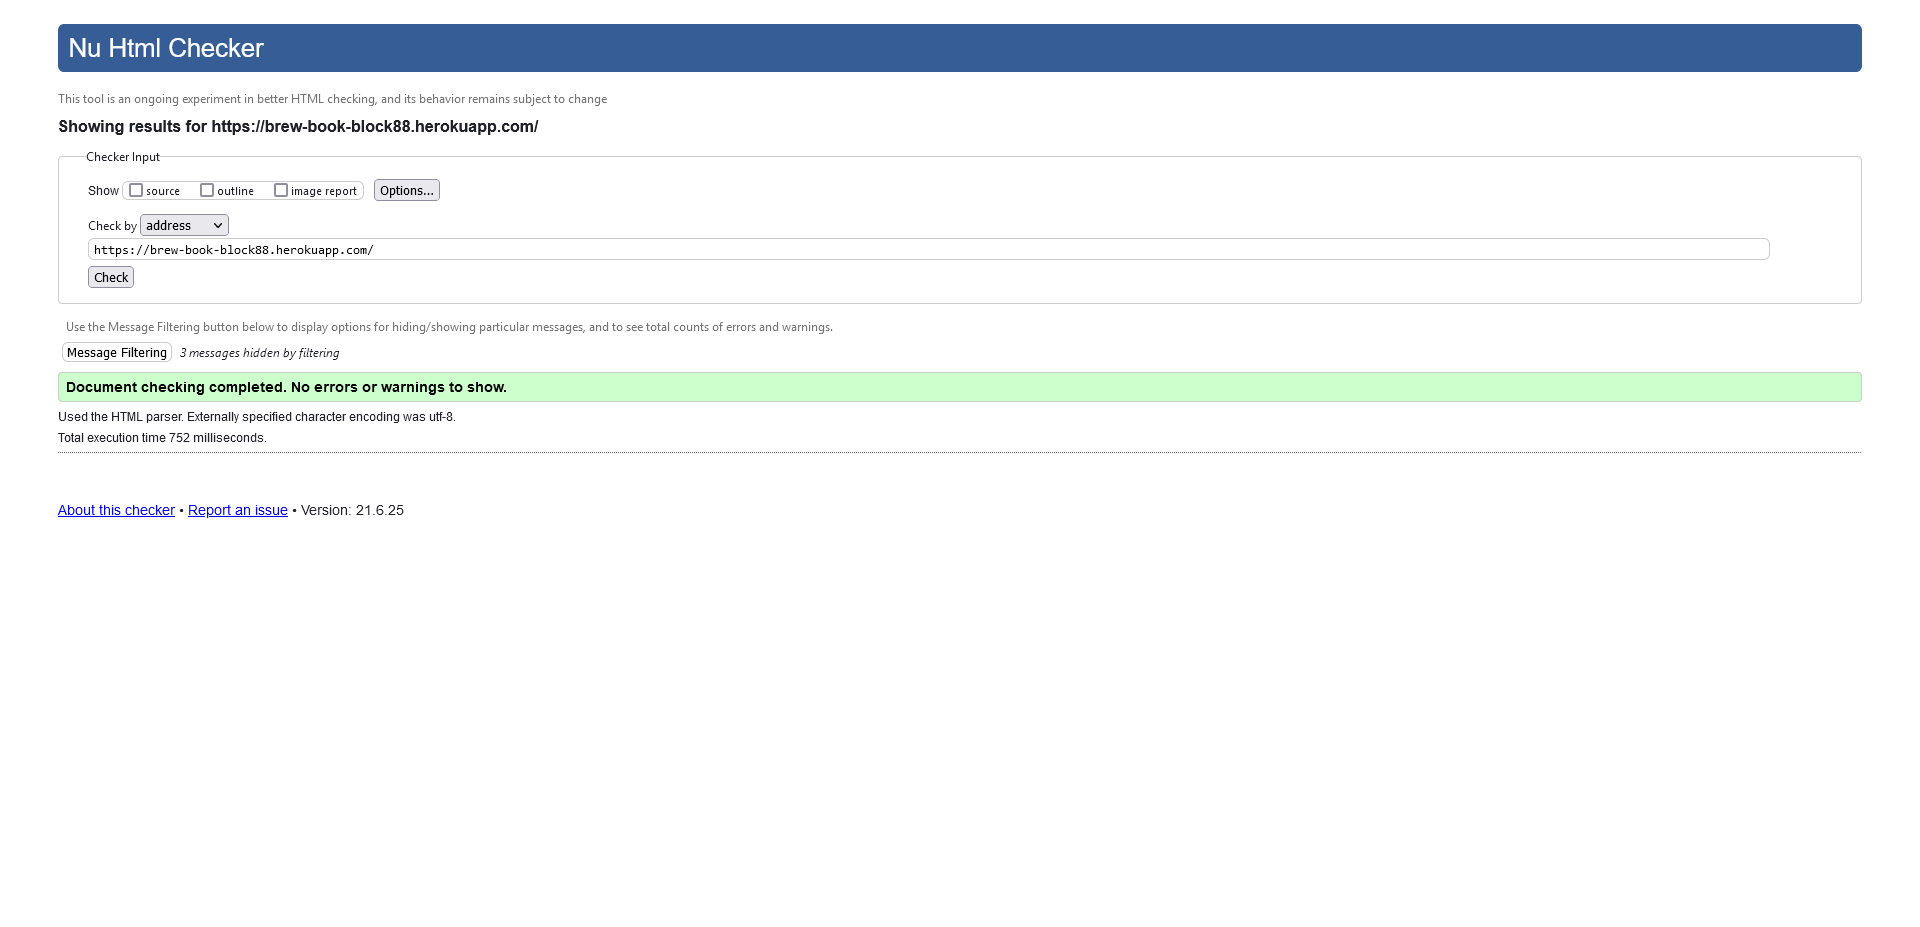 Nu Html Checker
This tool is an ongoing experiment in better HTML checking, and its behavior remains subject to change
Showing results for https://brew-book-block88.herokuapp.com/
Checker Input
Show source outline image report Options...
Check by address
https://brew-book-block88.herokuapp.com/
Check
Use the Message Filtering button below to display options for hiding/showing particular messages, and to see total counts of errors and warnings.
Message Filtering 3 messages hidden by filtering
Document checking completed. No errors or warnings to show.
Used the HTML parser. Externally specified character encoding was utf-8.
Total execution time 752 milliseconds.
About this checker • Report an issue • Version: 21.6.25